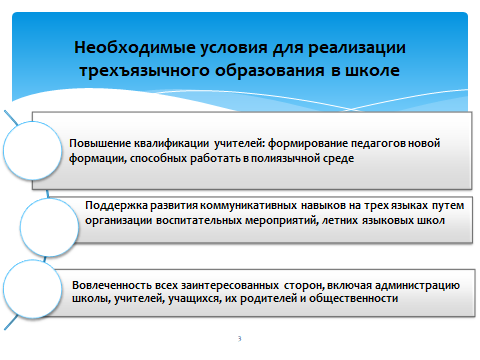 Необходимые условия для реализации
трехъязычного образования в школе
Повышение квалификации учителей: формирование педагогов новой
формации, способных работать в полиязычной среде
Поддержка развития коммуникативных навыков на трех языках путем
организации воспитательных мероприятий, летних языковых школ
Вовлеченность всех заинтересованных сторон, включая администрацию
школы, учителей, учащихся, их родителей и общественности
3